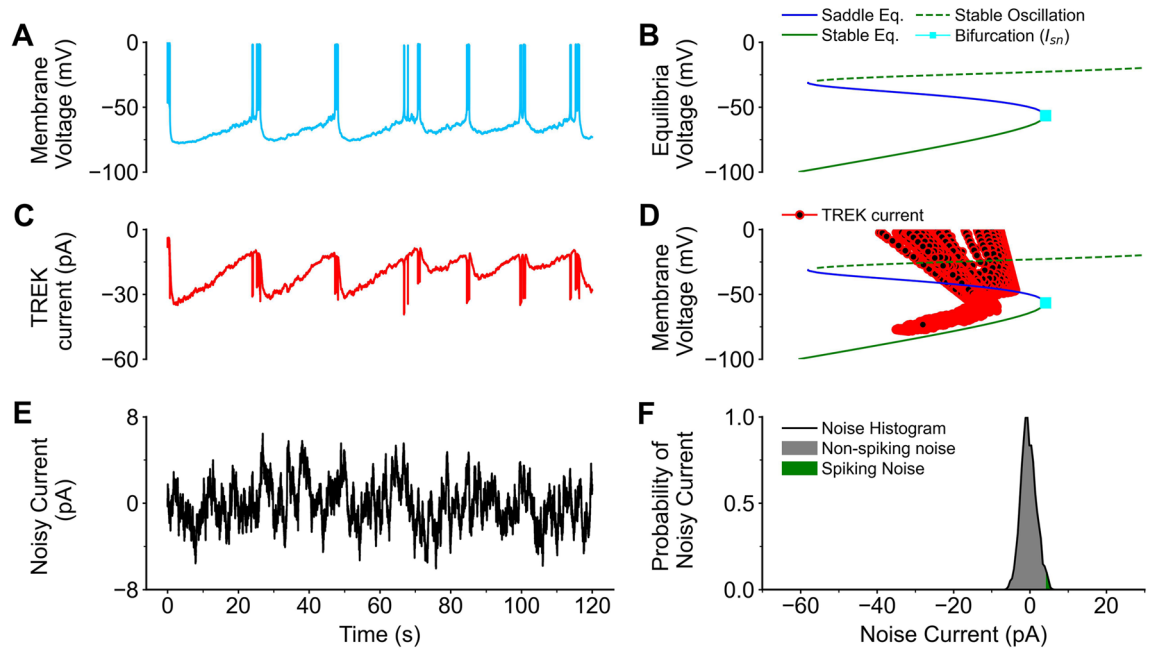 A
0
−50
−100
Membrane
Voltage (mV)
B
Saddle Eq.
Stable Eq.
Stable Oscillation
Bifurcation (Isn)
0
−50
−100
Equilibria
Voltage (mV)
C
0
−30
−60
TREK
current (pA)
D
TREK current
0
−50
−100
Membrane
Voltage (mV)
E
8
0
−8
Noisy Current
(pA)
0
20
40
60
80
100
120
Time (s)
F
Noise Histogram
Non-spiking noise
Spiking Noise
1.0
0.5
0.0
Probability of
Noisy Current
−60
−40
−20
0
20
Noise Current (pA)